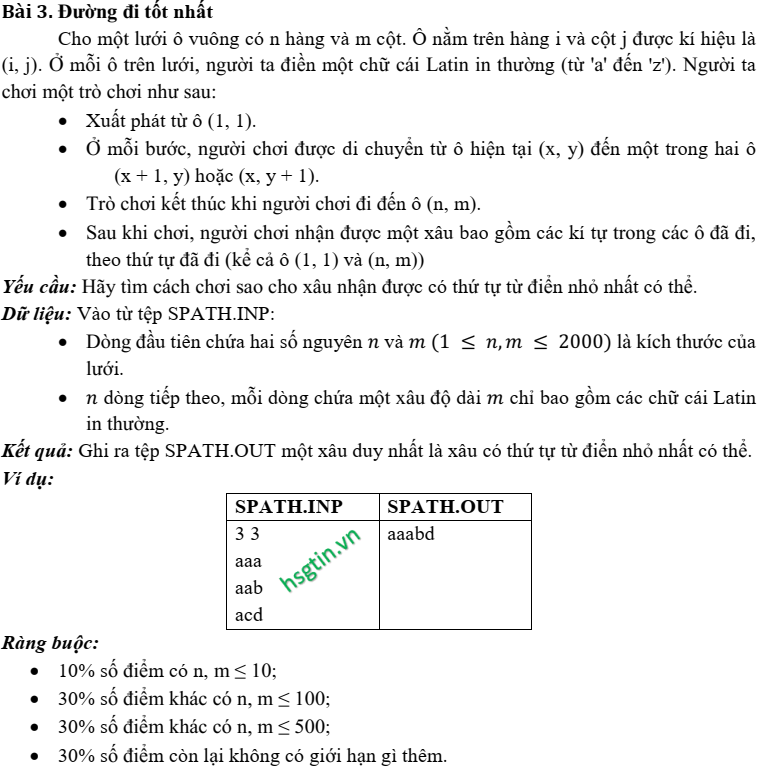 Bài 3. Đường đi tốt nhất
Cho một lưới ô vuông có n hàng và m cột. Ô nằm trên hàng i và cột j được kí hiệu là
(i, j). Ở mỗi ô trên lưới, người ta điền một chữ cái Latin in thường (từ 'a' đến 'z'). Người ta
chơi một trò chơi như sau:
• Xuất phát từ ô (1, 1).
• Ở mỗi bước, người chơi được di chuyển từ ô hiện tại (x, y) đến một trong hai ô
(x + 1, y) hoặc (x, y + 1).
• Trò chơi kết thúc khi người chơi đi đến ô (n, m).
• Sau khi chơi, người chơi nhận được một xâu bao gồm các kí tự trong các ô đã đi,
theo thứ tự đã đi (kể cả ô (1, 1) và (n, m))
Yếu cầu: Hãy tìm cách chơi sao cho xâu nhận được có thứ tự từ điển nhỏ nhất có thể.
Dữ liệu: Vào từ tệp SPATH.INP:
• Dòng đầu tiên chứa hai số nguyên n và m (1 ≤ n, m ≤ 2000) là kích thước của
lưới.
• n dòng tiếp theo, mỗi dòng chứa một xâu độ dài m chỉ bao gồm các chữ cái Latin
in thường.
Kết quả: Ghi ra tệp SPATH.OUT một xâu duy nhất là xâu có thứ tự từ điển nhỏ nhất có thể.
Ví dụ:
SPATH.INP SPATH.OUT
3 3 aaabd
aaa
aab
acd
hsgtin.vn
Ràng buộc:
• 10% số điểm có n, m ≤ 10;
• 30% số điểm khác có n, m ≤ 100;
• 30% số điểm khác có n, m ≤ 500;
• 30% số điểm còn lại không có giới hạn gì thêm.